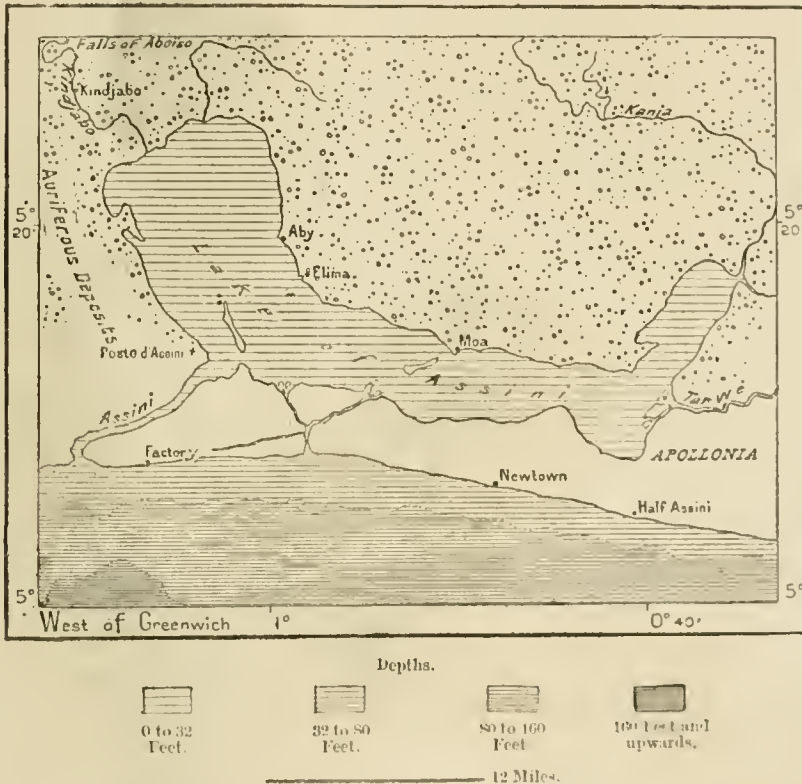 Falls of Aboiso
Kindjabo
Kindjabo
Kanja
Auriferous Deposits
5°
20'
5°
20'
Aby
Elima
Lake Assini
Posto d'Assini
Moa
Assini
Tanwe
Factory
APOLLONIA
Newtown
Half Assini
5°
5°
West of Greenwich 1° 0°40'
Depths.
0 to 32 Feet.
32 to 80 Feet.
80 to 160 Feet
160 Feet and upwards.
12 Miles.